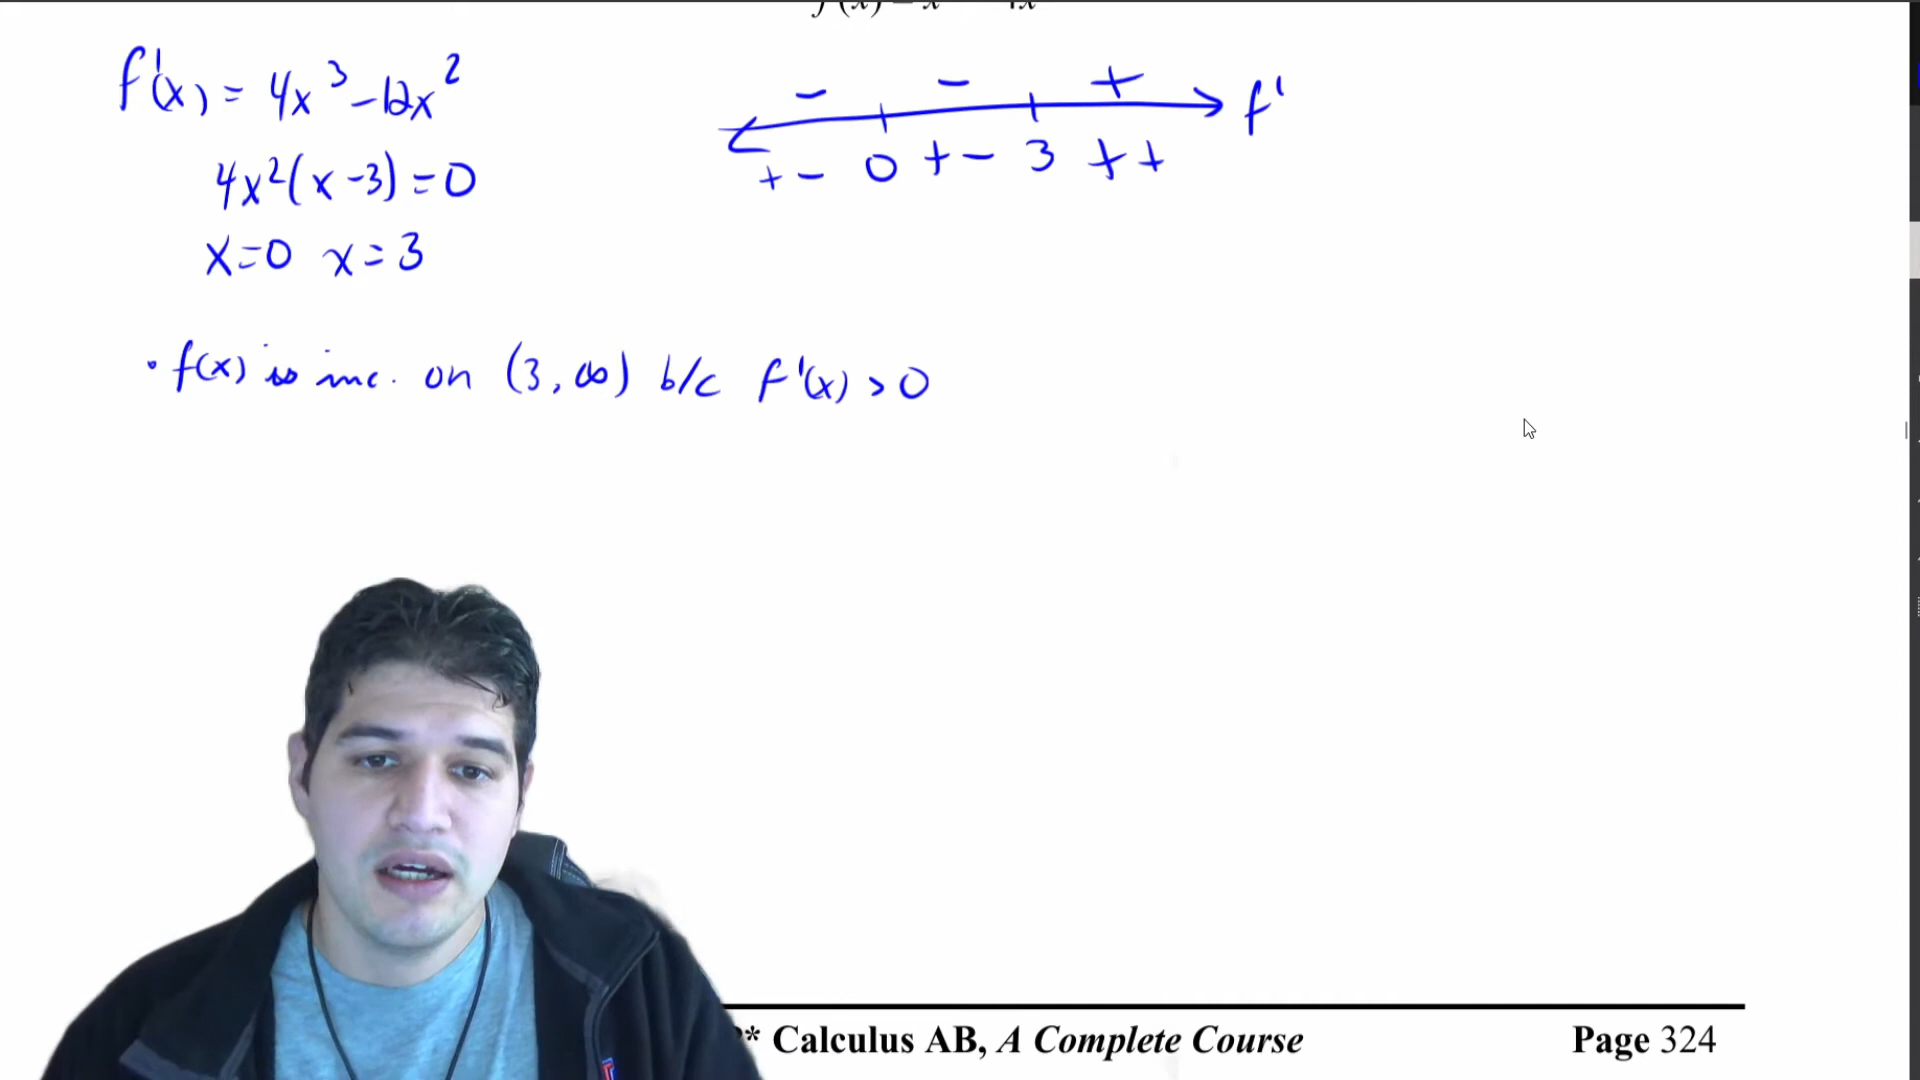 f'(x) = 4x³ - 12x²
4x²(x - 3) = 0
x = 0 x = 3
- - + f'
+ - 0 + - 3 + +
• f(x) is inc. on (3, ∞) b/c f'(x) > 0
* Calculus AB, A Complete Course
Page 324